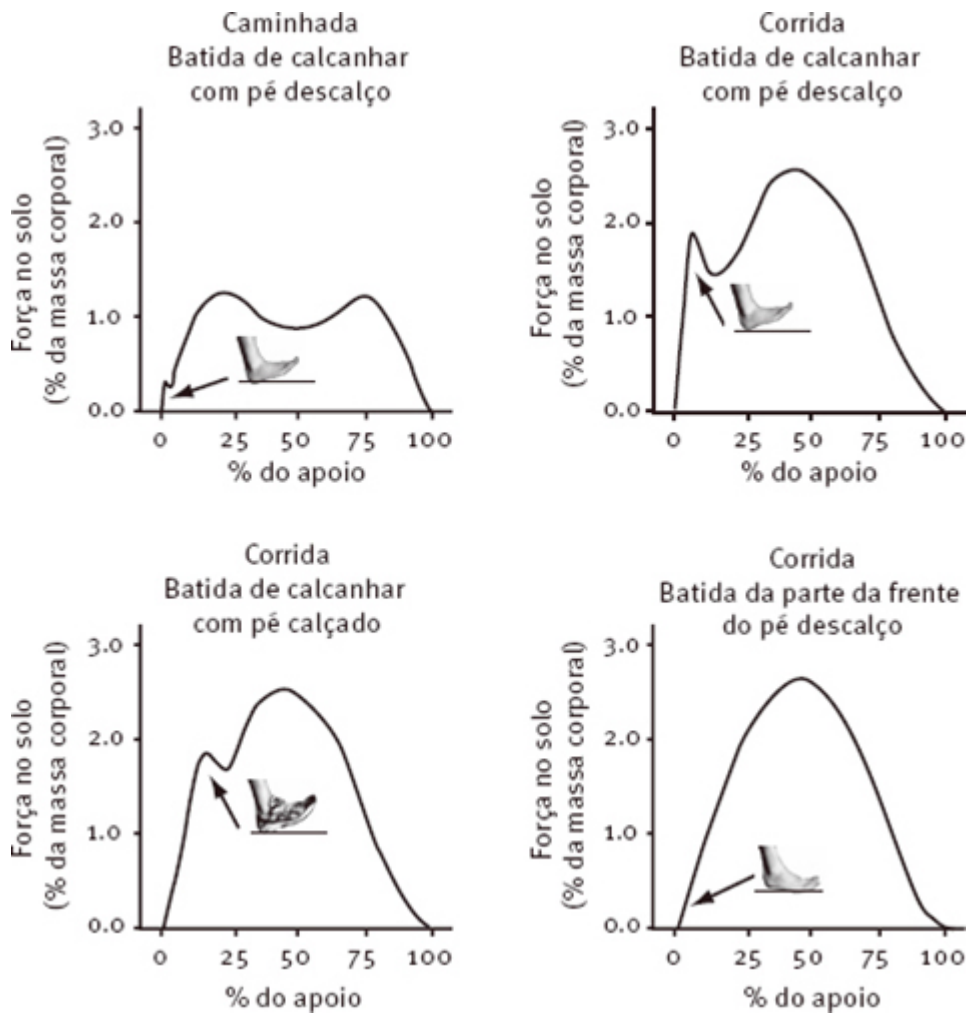 Caminhada
Batida de calcanhar
com pé descalço
Força no solo
(% da massa corporal)
3.0
2.0
1.0
0.0
0 25 50 75 100
% do apoio
Corrida
Batida de calcanhar
com pé descalço
Força no solo
(% da massa corporal)
3.0
2.0
1.0
0.0
0 25 50 75 100
% do apoio
Corrida
Batida de calcanhar
com pé calçado
Força no solo
(% da massa corporal)
3.0
2.0
1.0
0.0
0 25 50 75 100
% do apoio
Corrida
Batida da parte da frente
do pé descalço
Força no solo
(% da massa corporal)
3.0
2.0
1.0
0.0
0 25 50 75 100
% do apoio